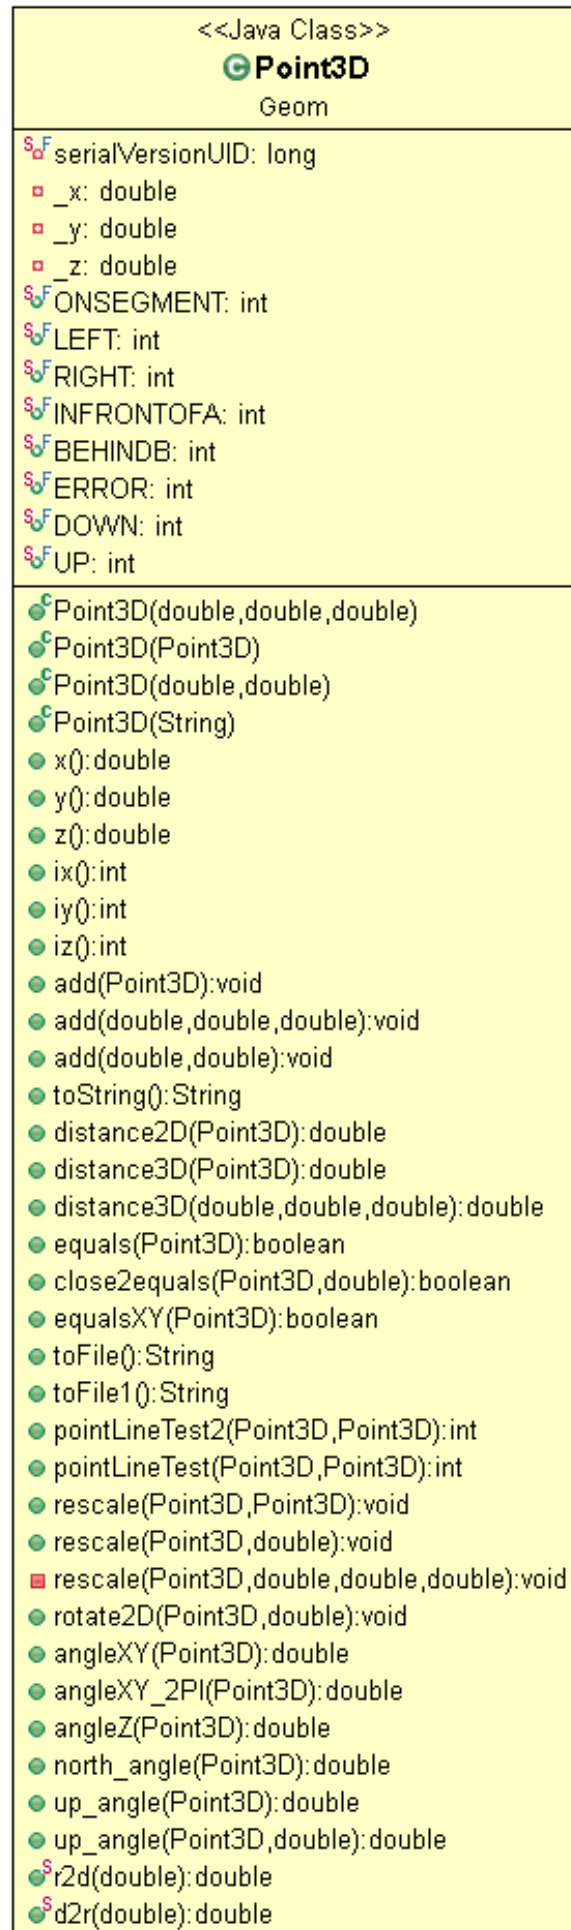 <<Java Class>>
Point3D
Geom
serialVersionUID: long
_x: double
_y: double
_z: double
ONSEGMENT: int
LEFT: int
RIGHT: int
INFRONTOFA: int
BEHINDB: int
ERROR: int
DOWN: int
UP: int
Point3D(double,double,double)
Point3D(Point3D)
Point3D(double,double)
Point3D(String)
x():double
y():double
z():double
ix():int
iy():int
iz():int
add(Point3D):void
add(double,double,double):void
add(double,double):void
toString():String
distance2D(Point3D):double
distance3D(Point3D):double
distance3D(double,double,double):double
equals(Point3D):boolean
close2equals(Point3D,double):boolean
equalsXY(Point3D):boolean
toFile():String
toFile1():String
pointLineTest2(Point3D,Point3D):int
pointLineTest(Point3D,Point3D):int
rescale(Point3D,Point3D):void
rescale(Point3D,double):void
rescale(Point3D,double,double,double):void
rotate2D(Point3D,double):void
angleXY(Point3D):double
angleXY_2PI(Point3D):double
angleZ(Point3D):double
north_angle(Point3D):double
up_angle(Point3D):double
up_angle(Point3D,double):double
r2d(double):double
d2r(double):double